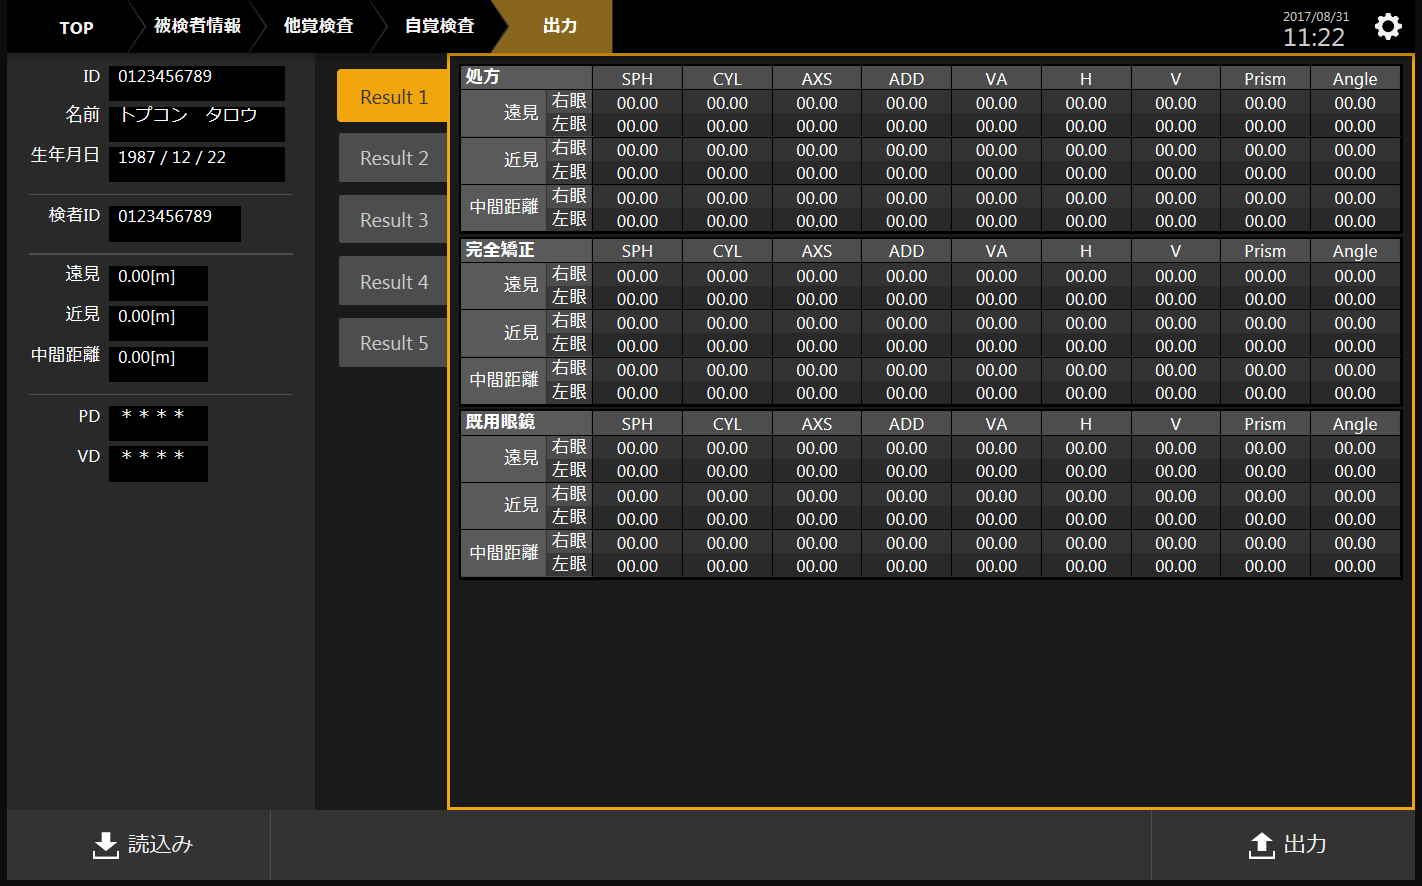 TOP 被検者情報 他覚検査 自覚検査 出力 2017/08/31
11:22
ID 0123456789
名前 トプコン　タロウ
生年月日 1987 / 12 / 22
検者ID 0123456789
遠見 0.00[m]
近見 0.00[m]
中間距離 0.00[m]
PD ＊＊＊＊
VD ＊＊＊＊
Result 1
Result 2
Result 3
Result 4
Result 5
処方 SPH CYL AXS ADD VA H V Prism Angle
遠見 右眼 00.00 00.00 00.00 00.00 00.00 00.00 00.00 00.00 00.00
左眼 00.00 00.00 00.00 00.00 00.00 00.00 00.00 00.00 00.00
近見 右眼 00.00 00.00 00.00 00.00 00.00 00.00 00.00 00.00 00.00
左眼 00.00 00.00 00.00 00.00 00.00 00.00 00.00 00.00 00.00
中間距離 右眼 00.00 00.00 00.00 00.00 00.00 00.00 00.00 00.00 00.00
左眼 00.00 00.00 00.00 00.00 00.00 00.00 00.00 00.00 00.00
完全矯正 SPH CYL AXS ADD VA H V Prism Angle
遠見 右眼 00.00 00.00 00.00 00.00 00.00 00.00 00.00 00.00 00.00
左眼 00.00 00.00 00.00 00.00 00.00 00.00 00.00 00.00 00.00
近見 右眼 00.00 00.00 00.00 00.00 00.00 00.00 00.00 00.00 00.00
左眼 00.00 00.00 00.00 00.00 00.00 00.00 00.00 00.00 00.00
中間距離 右眼 00.00 00.00 00.00 00.00 00.00 00.00 00.00 00.00 00.00
左眼 00.00 00.00 00.00 00.00 00.00 00.00 00.00 00.00 00.00
既用眼鏡 SPH CYL AXS ADD VA H V Prism Angle
遠見 右眼 00.00 00.00 00.00 00.00 00.00 00.00 00.00 00.00 00.00
左眼 00.00 00.00 00.00 00.00 00.00 00.00 00.00 00.00 00.00
近見 右眼 00.00 00.00 00.00 00.00 00.00 00.00 00.00 00.00 00.00
左眼 00.00 00.00 00.00 00.00 00.00 00.00 00.00 00.00 00.00
中間距離 右眼 00.00 00.00 00.00 00.00 00.00 00.00 00.00 00.00 00.00
左眼 00.00 00.00 00.00 00.00 00.00 00.00 00.00 00.00 00.00
読込み 出力